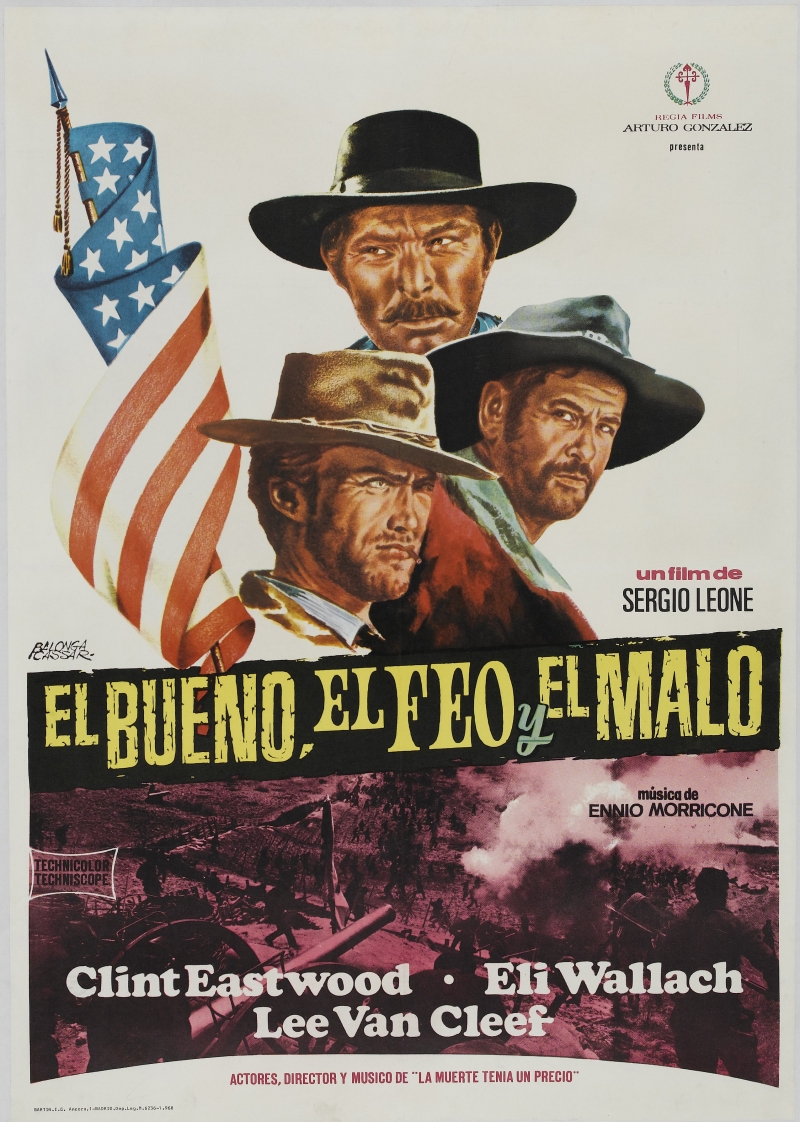 REGIA FILMS
ARTURO GONZALEZ
presenta
un film de
SERGIO LEONE
BALONGA
CASSAR
EL BUENO, EL FEO y EL MALO
música de
ENNIO MORRICONE
TECHNICOLOR
TECHNISCOPE
Clint Eastwood · Eli Wallach
Lee Van Cleef
ACTORES, DIRECTOR Y MUSICO DE "LA MUERTE TENIA UN PRECIO"